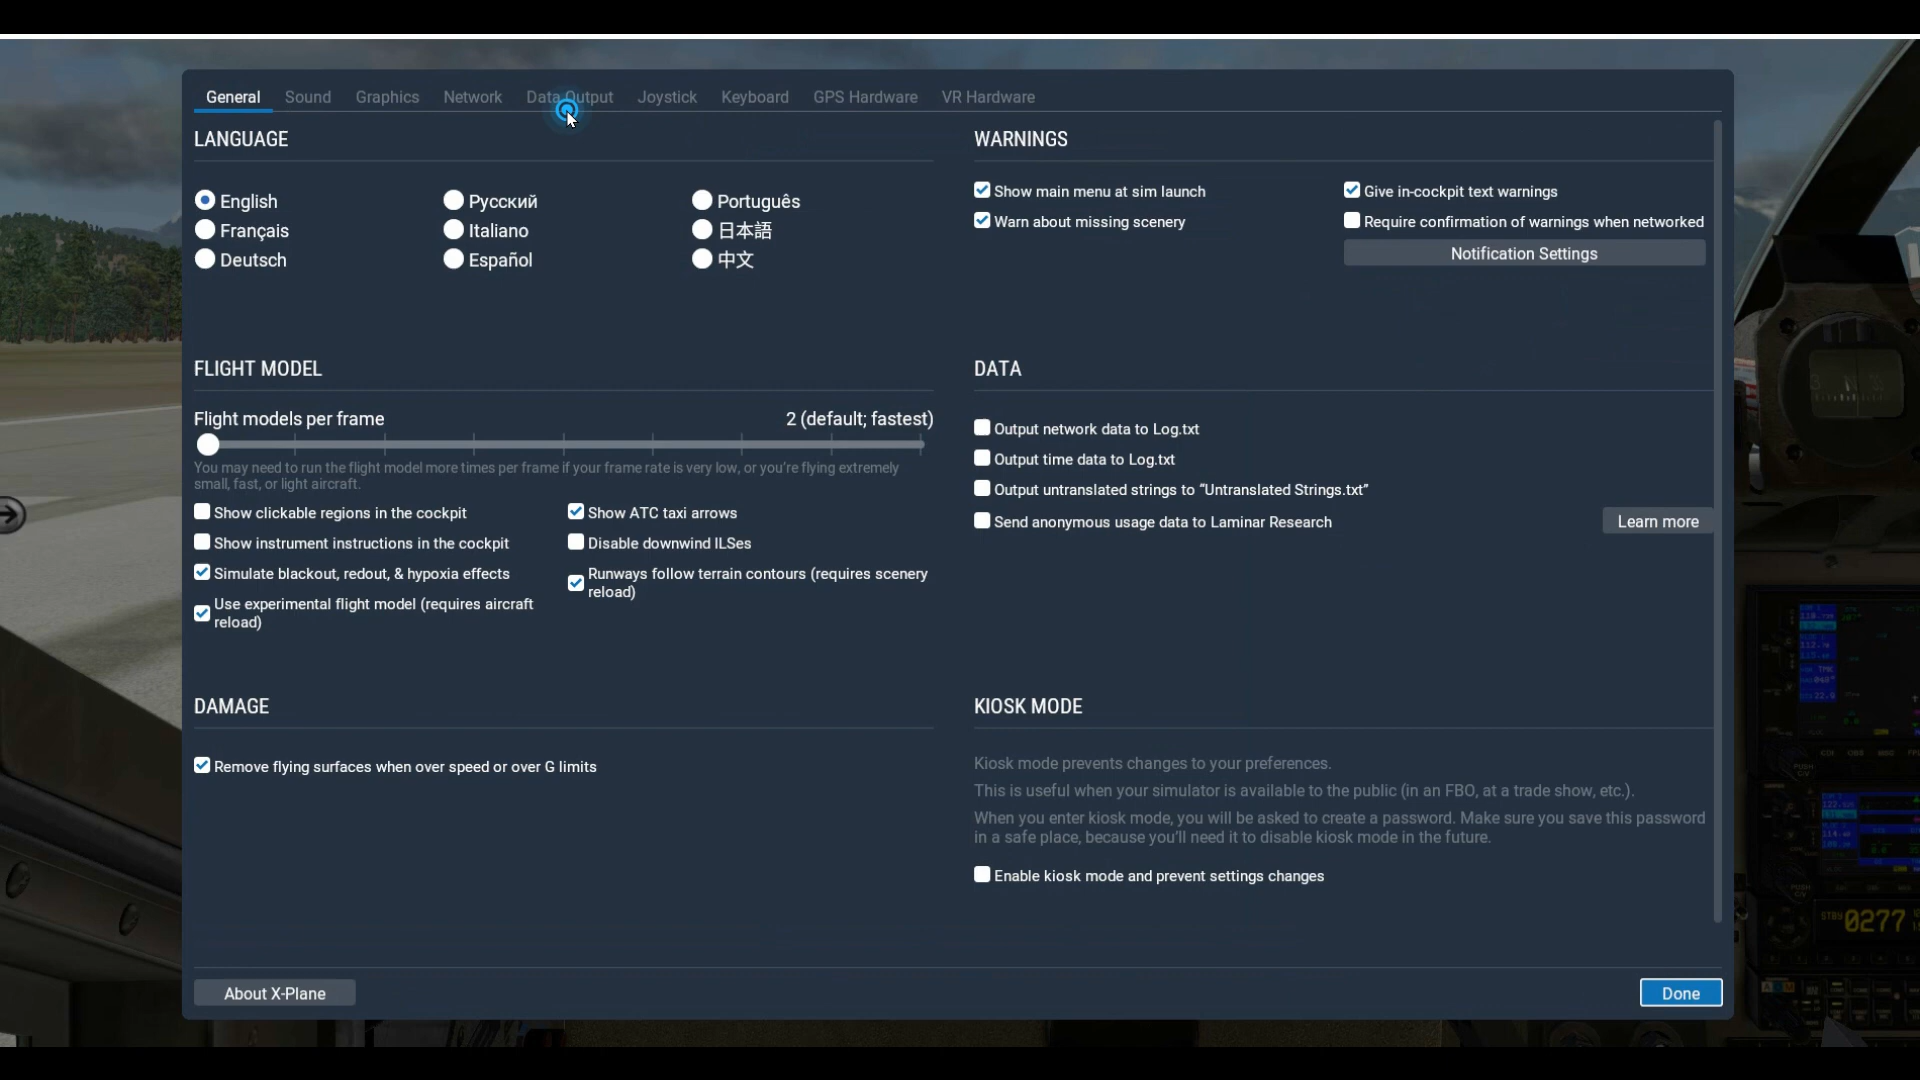 General Sound Graphics Network Data Output Joystick Keyboard GPS Hardware VR Hardware
LANGUAGE
English Русский Português
Français Italiano 日本語
Deutsch Español 中文
WARNINGS
Show main menu at sim launch Give in-cockpit text warnings
Warn about missing scenery Require confirmation of warnings when networked
Notification Settings
FLIGHT MODEL
Flight models per frame 2 (default; fastest)
You may need to run the flight model more times per frame if your frame rate is very low, or you're flying extremely
small, fast, or light aircraft.
Show clickable regions in the cockpit Show ATC taxi arrows
Show instrument instructions in the cockpit Disable downwind ILSes
Simulate blackout, redout, & hypoxia effects Runways follow terrain contours (requires scenery
reload)
Use experimental flight model (requires aircraft
reload)
DATA
Output network data to Log.txt
Output time data to Log.txt
Output untranslated strings to “Untranslated Strings.txt”
Send anonymous usage data to Laminar Research Learn more
DAMAGE
Remove flying surfaces when over speed or over G limits
KIOSK MODE
Kiosk mode prevents changes to your preferences.
This is useful when your simulator is available to the public (in an FBO, at a trade show, etc.).
When you enter kiosk mode, you will be asked to create a password. Make sure you save this password
in a safe place, because you'll need it to disable kiosk mode in the future.
Enable kiosk mode and prevent settings changes
About X-Plane Done
STBY 0277